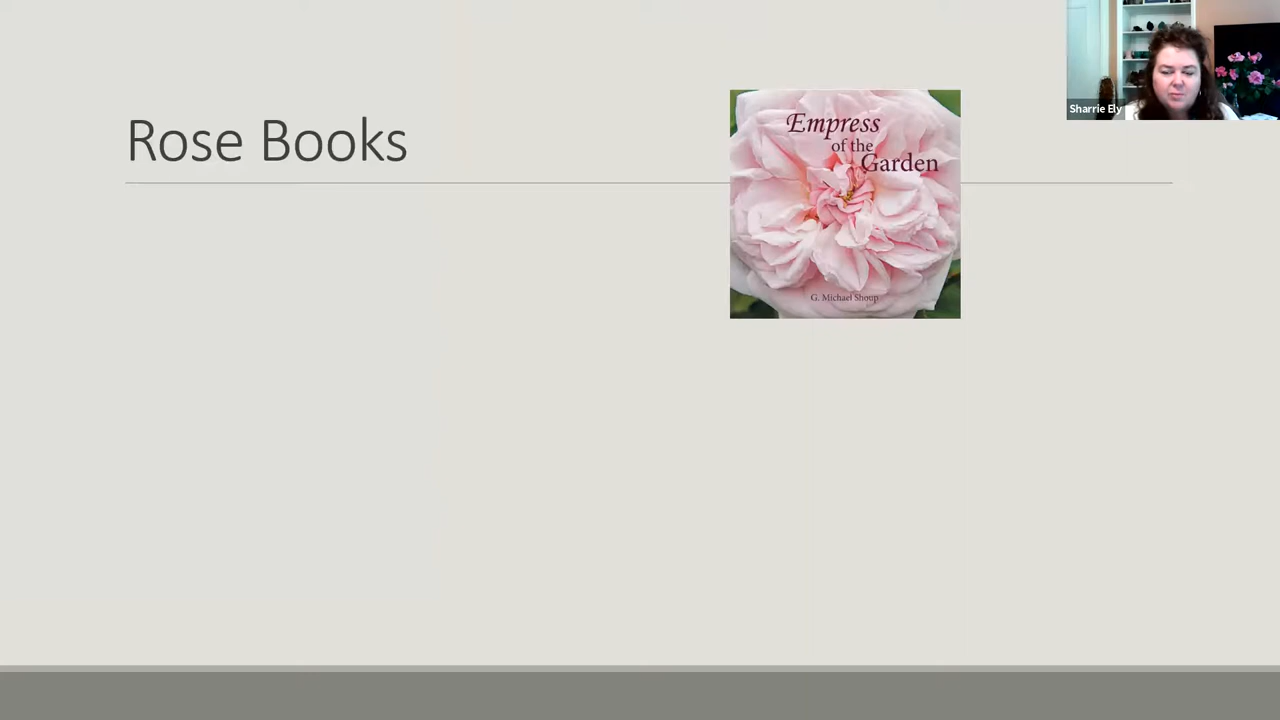 Rose Books
Empress
of the
Garden
G. Michael Shoup
Sharrie Ely